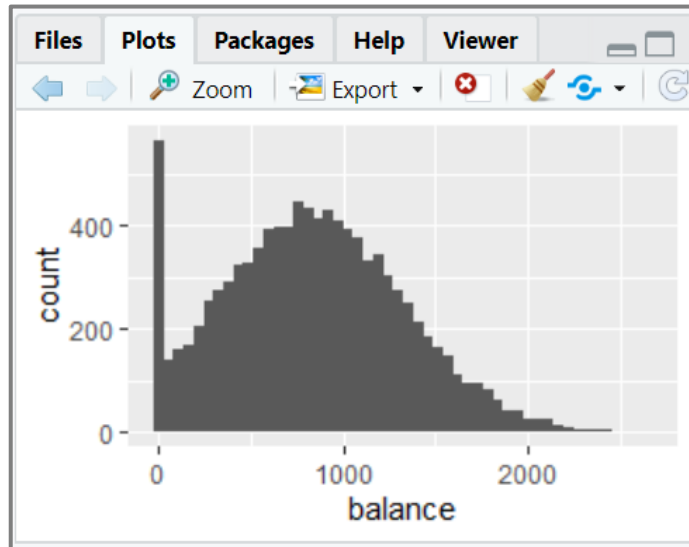 Files Plots Packages Help Viewer
Zoom Export
400
200
0
count
0 1000 2000
balance